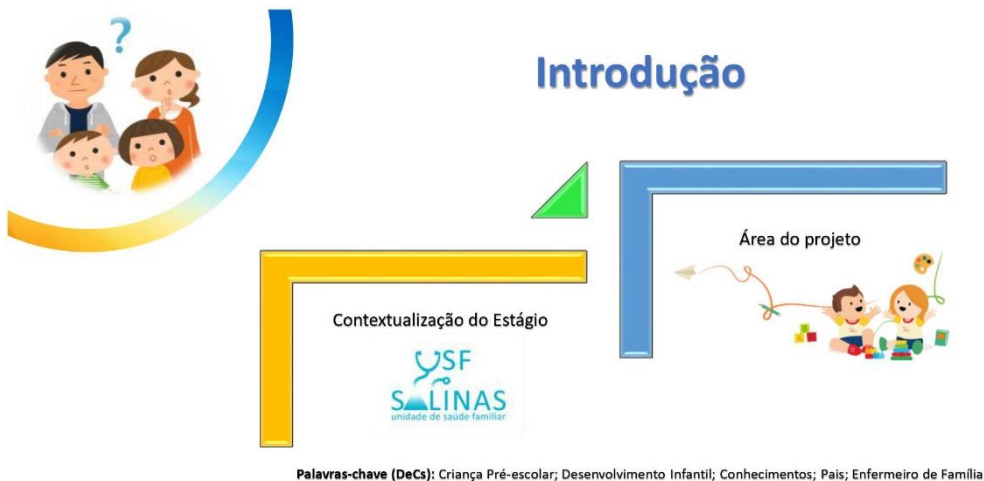 ?
Introdução
Área do projeto
Contextualização do Estágio
USF
SALINAS
unidade de saúde familiar
Palavras-chave (DeCs): Criança Pré-escolar; Desenvolvimento Infantil; Conhecimentos; Pais; Enfermeiro de Família